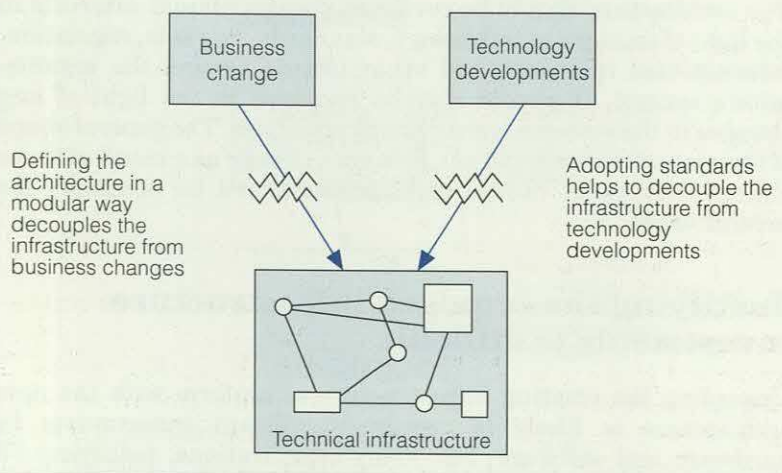 Business
change
Technology
developments
Defining the
architecture in a
modular way
decouples the
infrastructure from
business changes
Adopting standards
helps to decouple the
infrastructure from
technology
developments
Technical infrastructure